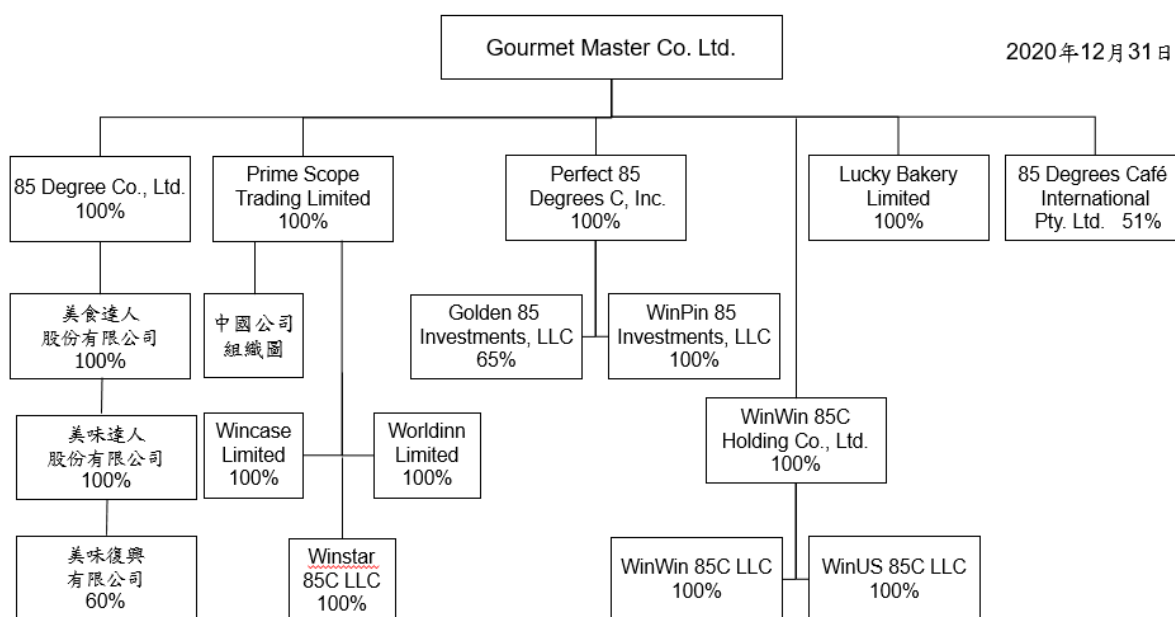 Gourmet Master Co. Ltd.
2020年12月31日
85 Degree Co., Ltd.
100%
Prime Scope
Trading Limited
100%
Perfect 85
Degrees C, Inc.
100%
Lucky Bakery
Limited
100%
85 Degrees Café
International
Pty. Ltd. 51%
美食達人
股份有限公司
100%
中國公司
組織圖
Golden 85
Investments, LLC
65%
WinPin 85
Investments, LLC
100%
美味達人
股份有限公司
100%
Wincase
Limited
100%
Worldinn
Limited
100%
WinWin 85C
Holding Co., Ltd.
100%
美味復興
有限公司
60%
Winstar
85C LLC
100%
WinWin 85C LLC
100%
WinUS 85C LLC
100%